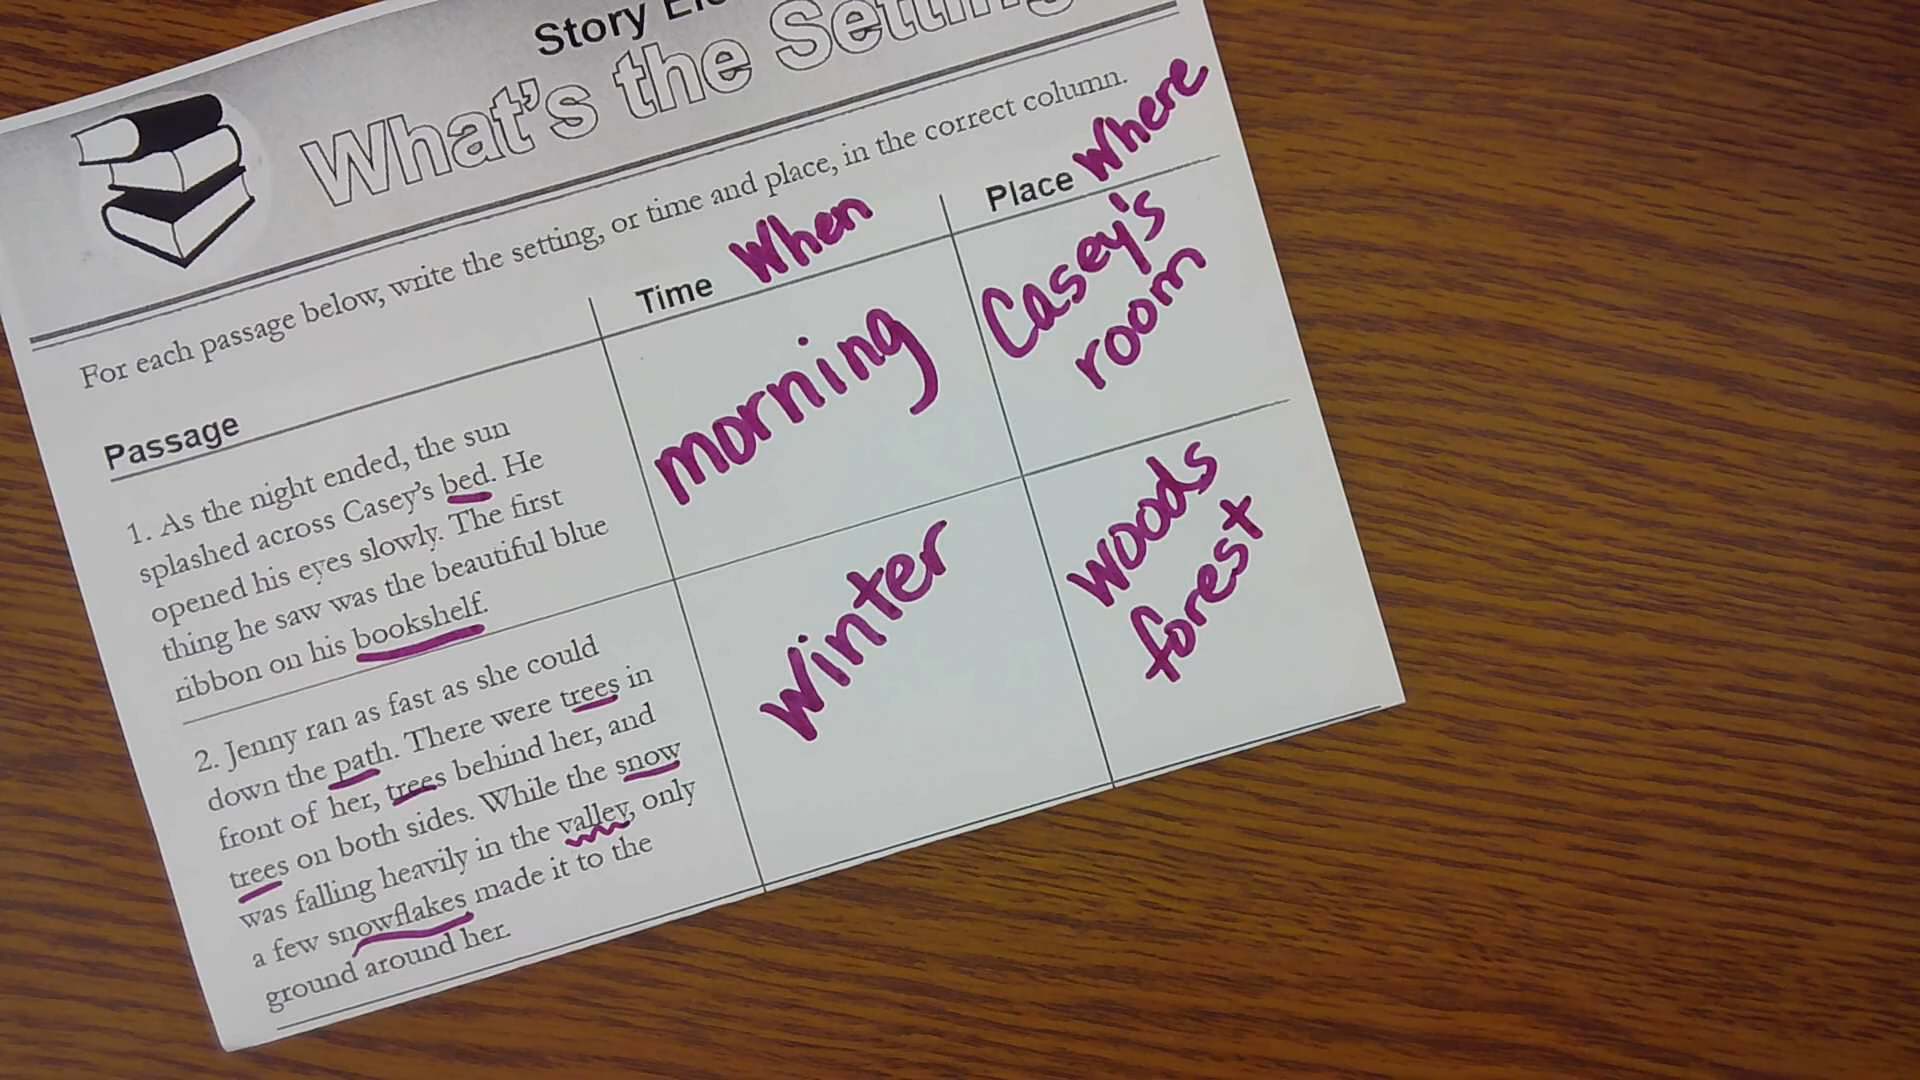 Story
What's the Setting
For each passage below, write the setting, or time and place, in the correct column.
Passage
Time When
Place Where
1. As the night ended, the sun
splashed across Casey's bed. He
opened his eyes slowly. The first
thing he saw was the beautiful blue
ribbon on his bookshelf.
morning
Casey's
room
2. Jenny ran as fast as she could
down the path. There were trees in
front of her, trees behind her, and
trees on both sides. While the snow
was falling heavily in the valley, only
a few snowflakes made it to the
ground around her.
winter
woods
forest